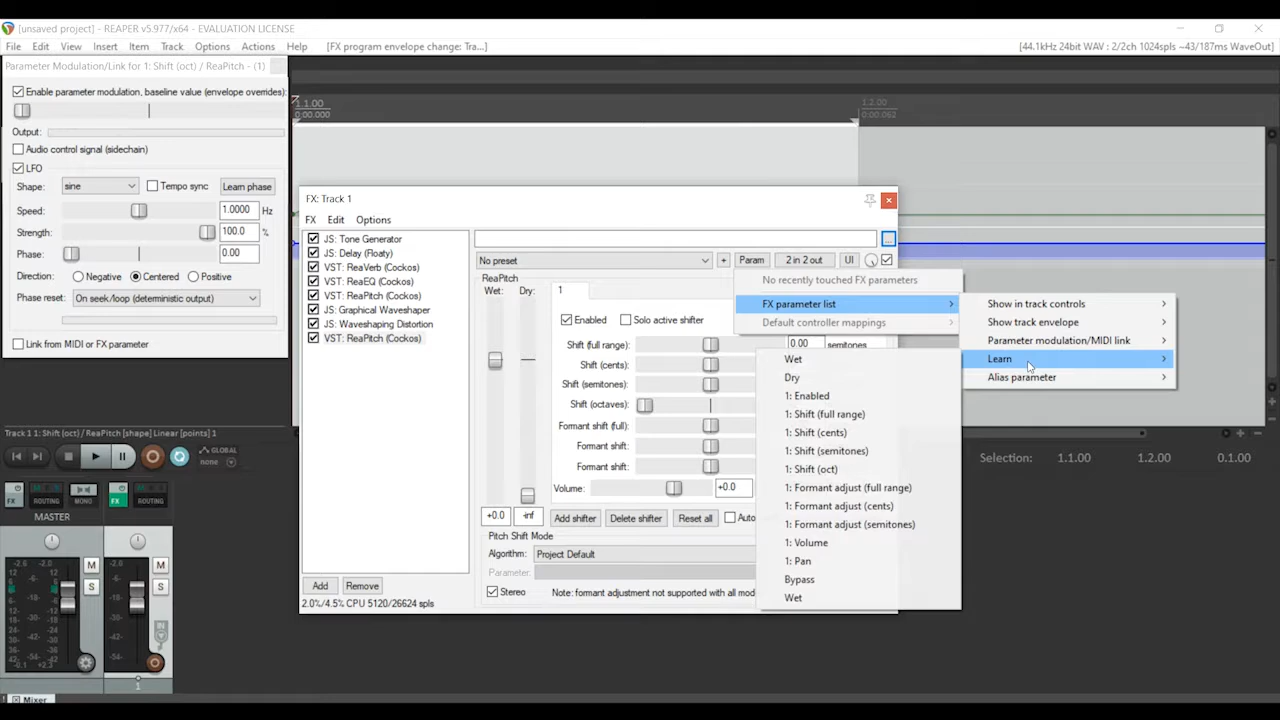 [unsaved project] - REAPER v5.977/x64 - EVALUATION LICENSE
File Edit View Insert Item Track Options Actions Help [FX program envelope change: Tra...] [44.1kHz 24bit WAV : 2/2ch 1024spls ~43/187ms WaveOut]
Parameter Modulation/Link for 1: Shift (oct) / ReaPitch - (1)
Enable parameter modulation, baseline value (envelope overrides):
Output:
Audio control signal (sidechain)
LFO
Shape: sine Tempo sync Learn phase
Speed: 1.0000 Hz
Strength: 100.0 %
Phase: 0.00
Direction: Negative Centered Positive
Phase reset: On seek/loop (deterministic output)
Link from MIDI or FX parameter
1.1.00
0:00.000
1.2.00
0:00.062
FX: Track 1
FX Edit Options
JS: Tone Generator
JS: Delay (Floaty)
VST: ReaVerb (Cockos)
VST: ReaEQ (Cockos)
VST: ReaPitch (Cockos)
JS: Graphical Waveshaper
JS: Waveshaping Distortion
VST: ReaPitch (Cockos)
Add Remove
2.0%/4.5% CPU 5120/26624 spls
...
No preset + Param 2 in 2 out UI
ReaPitch
Wet: Dry:
1
Enabled Solo active shifter
Shift (full range): 0.00 semitones
Shift (cents):
Shift (semitones):
Shift (octaves):
Formant shift (full):
Formant shift:
Formant shift:
Volume: +0.0
+0.0 -inf Add shifter Delete shifter Reset all Auto
Pitch Shift Mode
Algorithm: Project Default
Parameter:
Stereo Note: formant adjustment not supported with all mod
No recently touched FX parameters
FX parameter list
Default controller mappings
Show in track controls
Show track envelope
Parameter modulation/MIDI link
Learn
Alias parameter
Wet
Dry
1: Enabled
1: Shift (full range)
1: Shift (cents)
1: Shift (semitones)
1: Shift (oct)
1: Formant adjust (full range)
1: Formant adjust (cents)
1: Formant adjust (semitones)
1: Volume
1: Pan
Bypass
Wet
Track 1 1: Shift (oct) / ReaPitch [shape] Linear [points] 1
GLOBAL
none
Selection: 1.1.00 1.2.00 0.1.00
FX ROUTING MONO FX ROUTING
MASTER
M
S
M
S
1
Mixer